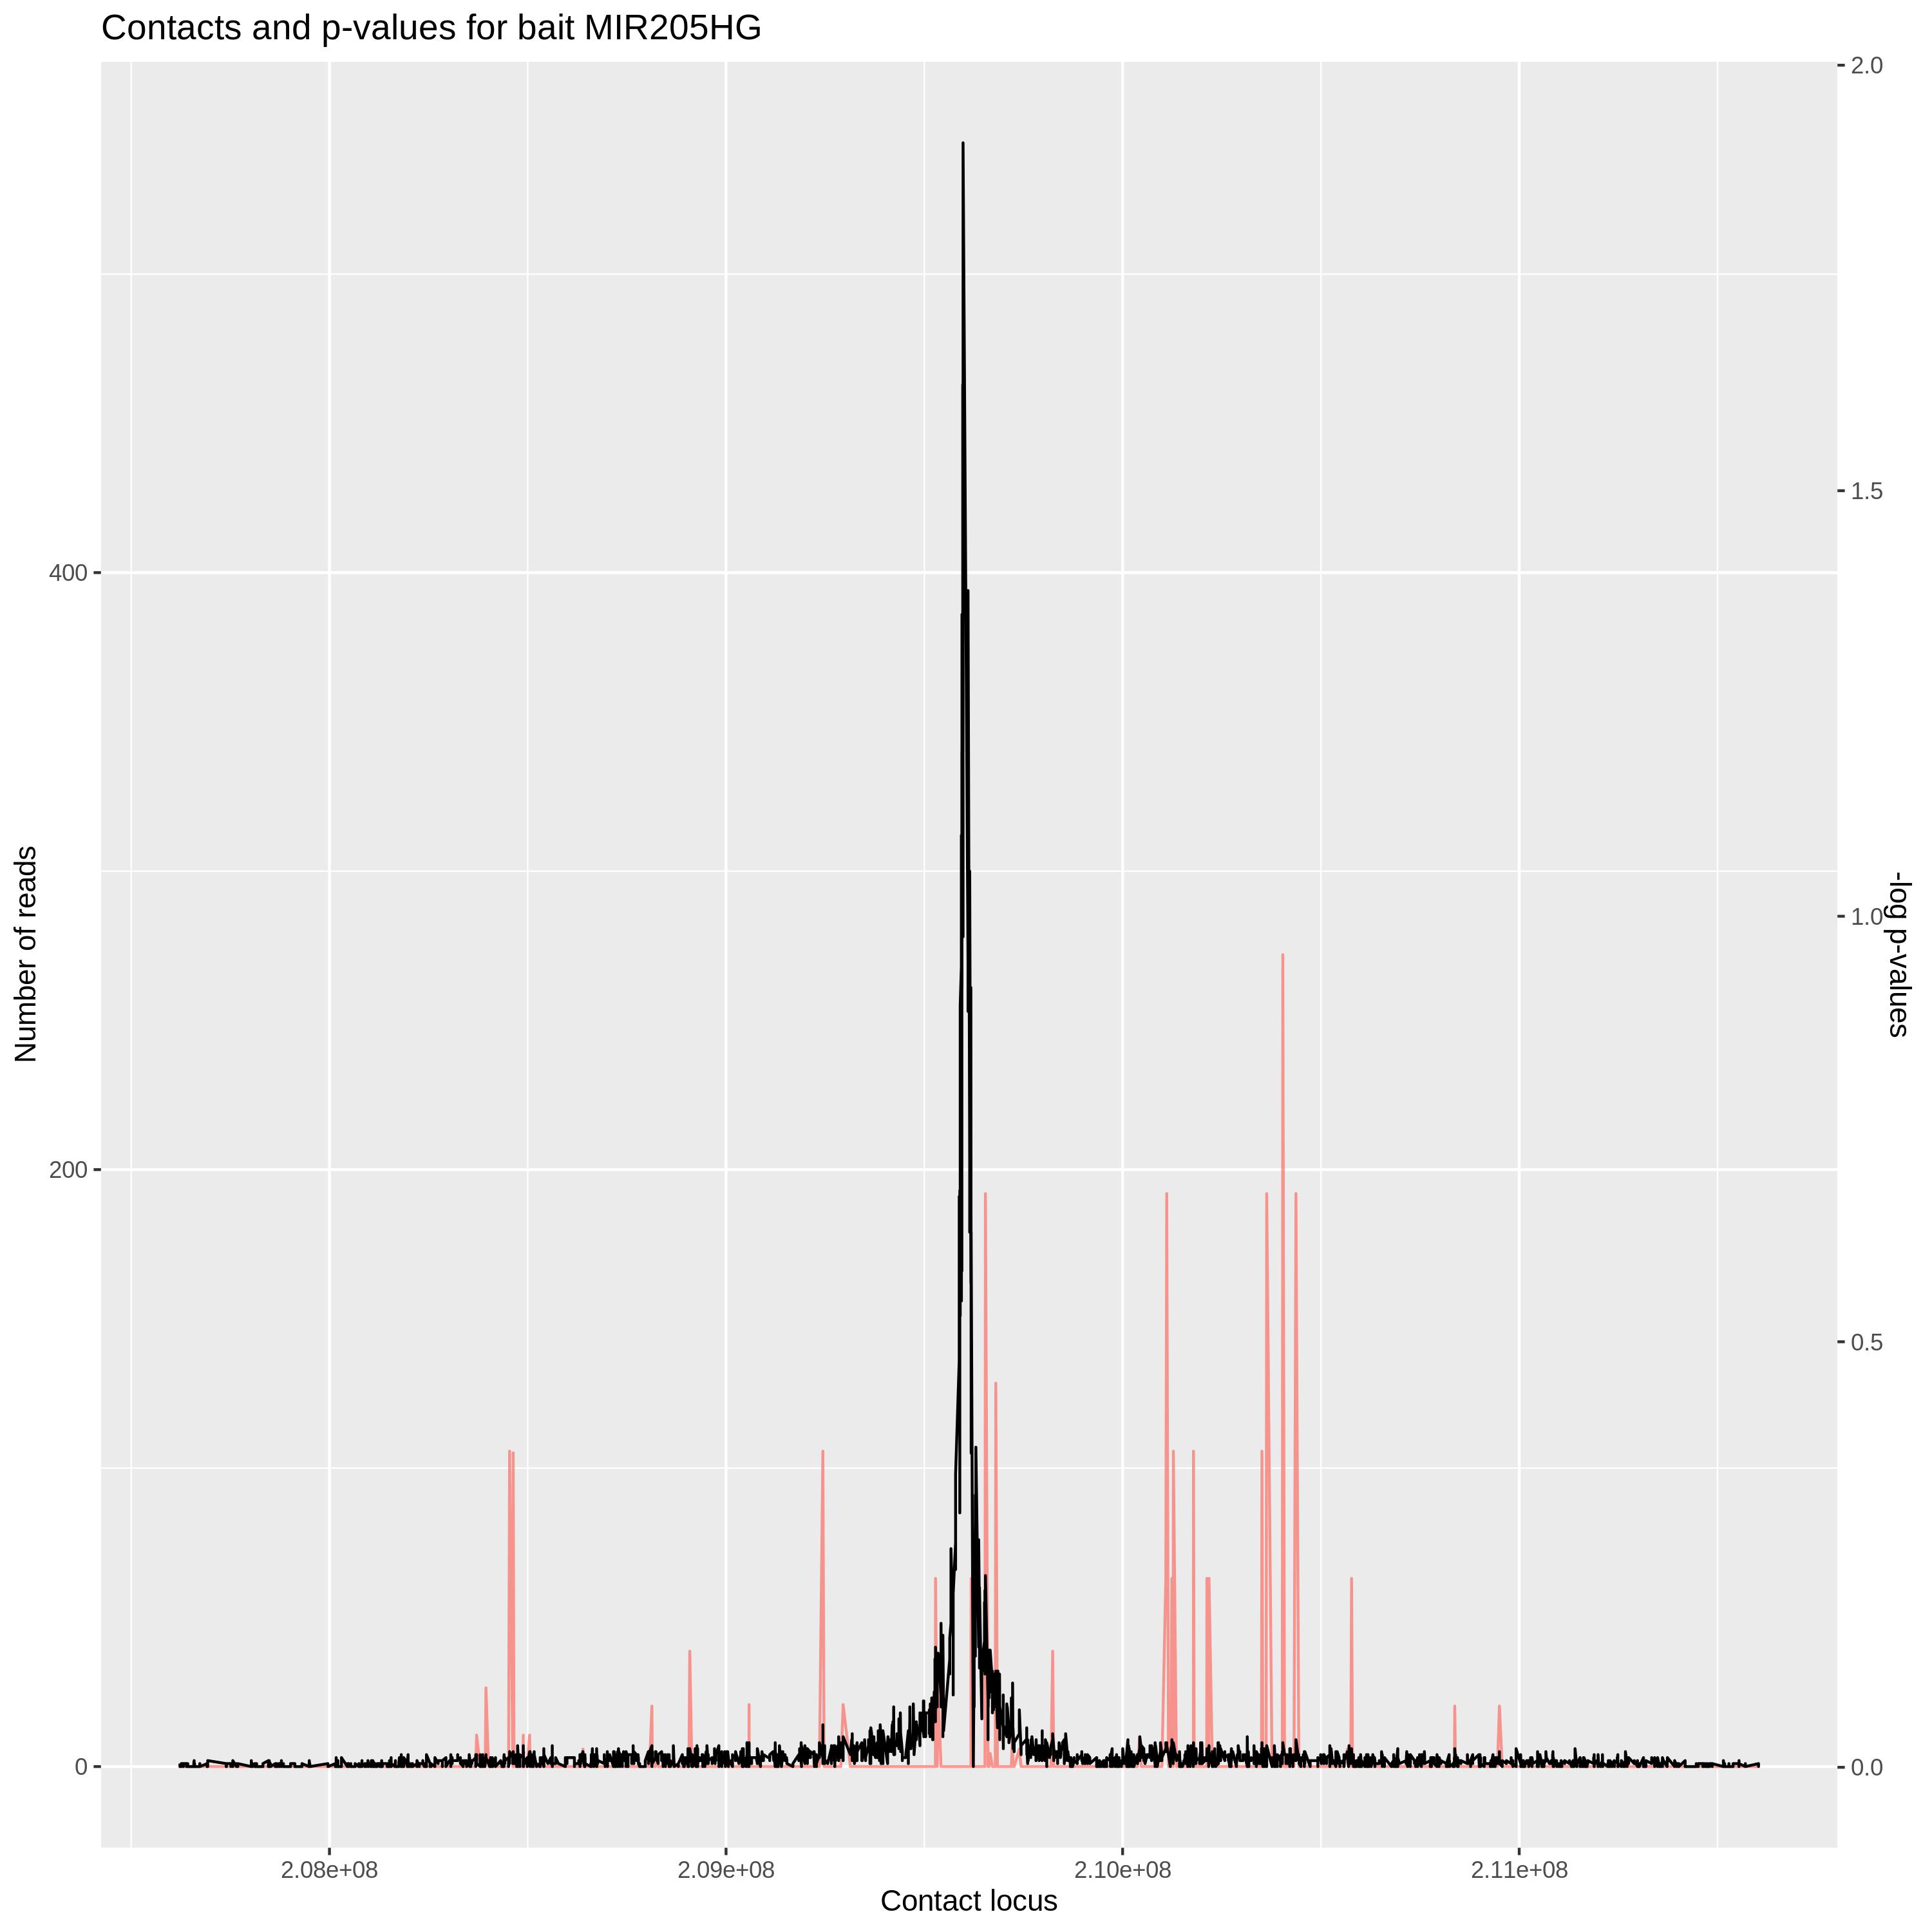 Contacts and p-values for bait MIR205HG
2.0
1.5
400
Number of reads
1.0
-log p-values
200
0.5
0
0.0
2.08e+08
2.09e+08
2.10e+08
2.11e+08
Contact locus